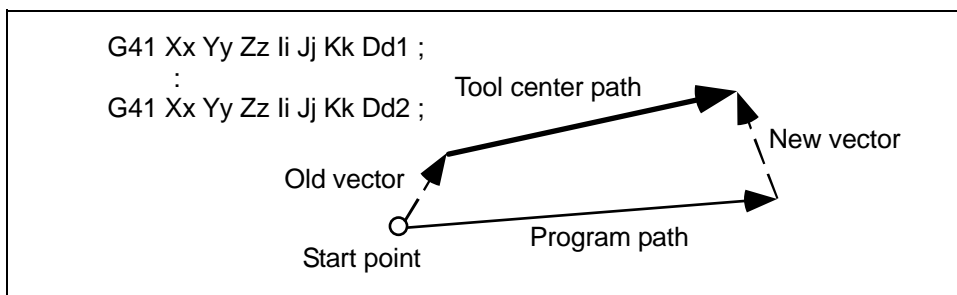 G41 Xx Yy Zz Ii Jj Kk Dd1 ;
:
G41 Xx Yy Zz Ii Jj Kk Dd2 ;
Tool center path
New vector
Old vector
Program path
Start point